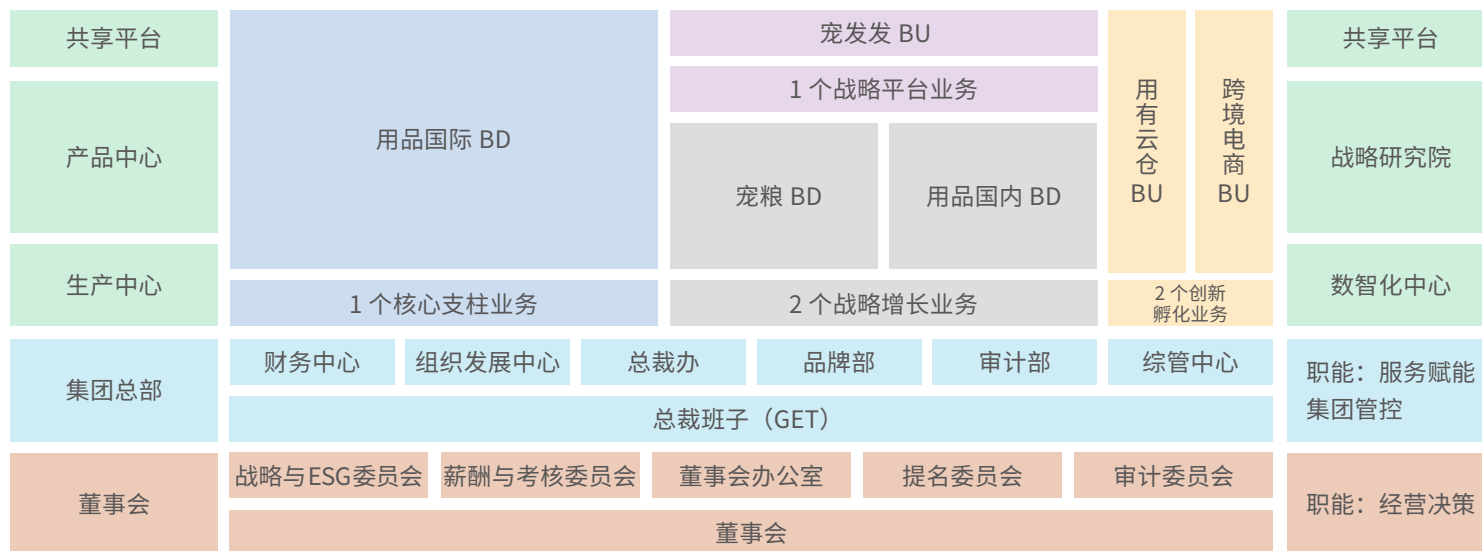 共享平台
产品中心
生产中心
用品国际 BD
1 个核心支柱业务
宠发发 BU
1 个战略平台业务
宠粮 BD
用品国内 BD
2 个战略增长业务
用有云仓 BU
跨境电商 BU
2 个创新
孵化业务
共享平台
战略研究院
数智化中心
集团总部
财务中心
组织发展中心
总裁办
品牌部
审计部
综管中心
总裁班子（GET）
职能：服务赋能
集团管控
董事会
战略与ESG委员会
薪酬与考核委员会
董事会办公室
提名委员会
审计委员会
董事会
职能：经营决策